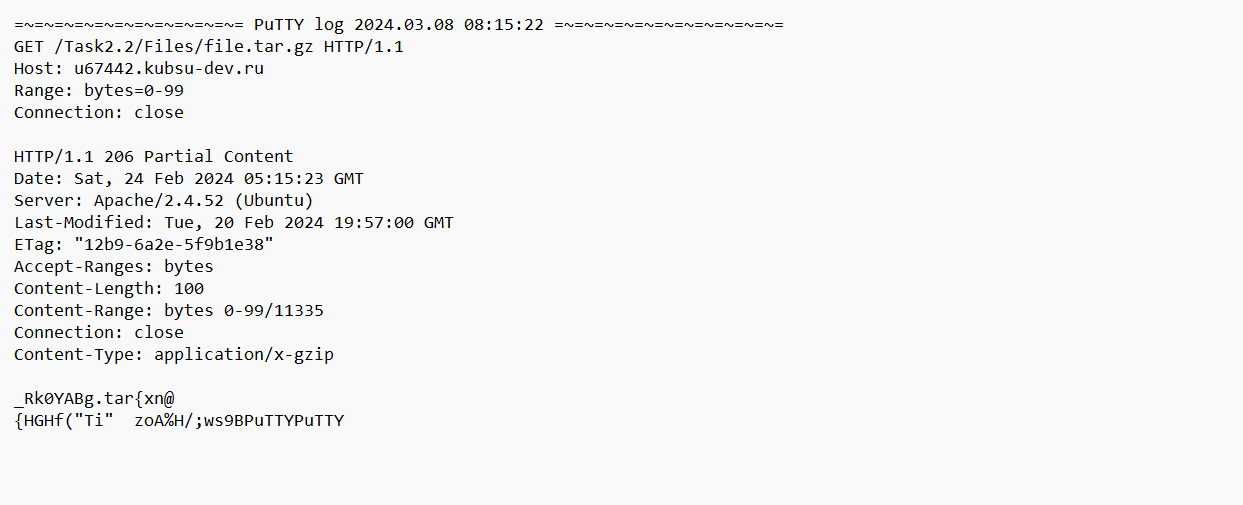 =~=~=~=~=~=~=~=~=~=~=~= PuTTY log 2024.03.08 08:15:22 =~=~=~=~=~=~=~=~=~=~=~=
GET /Task2.2/Files/file.tar.gz HTTP/1.1
Host: u67442.kubsu-dev.ru
Range: bytes=0-99
Connection: close

HTTP/1.1 206 Partial Content
Date: Sat, 24 Feb 2024 05:15:23 GMT
Server: Apache/2.4.52 (Ubuntu)
Last-Modified: Tue, 20 Feb 2024 19:57:00 GMT
ETag: "12b9-6a2e-5f9b1e38"
Accept-Ranges: bytes
Content-Length: 100
Content-Range: bytes 0-99/11335
Connection: close
Content-Type: application/x-gzip

_Rk0YABg.tar{xn@
{HGHf("Ti"  zoA%H/;ws9BPuTTYPuTTY